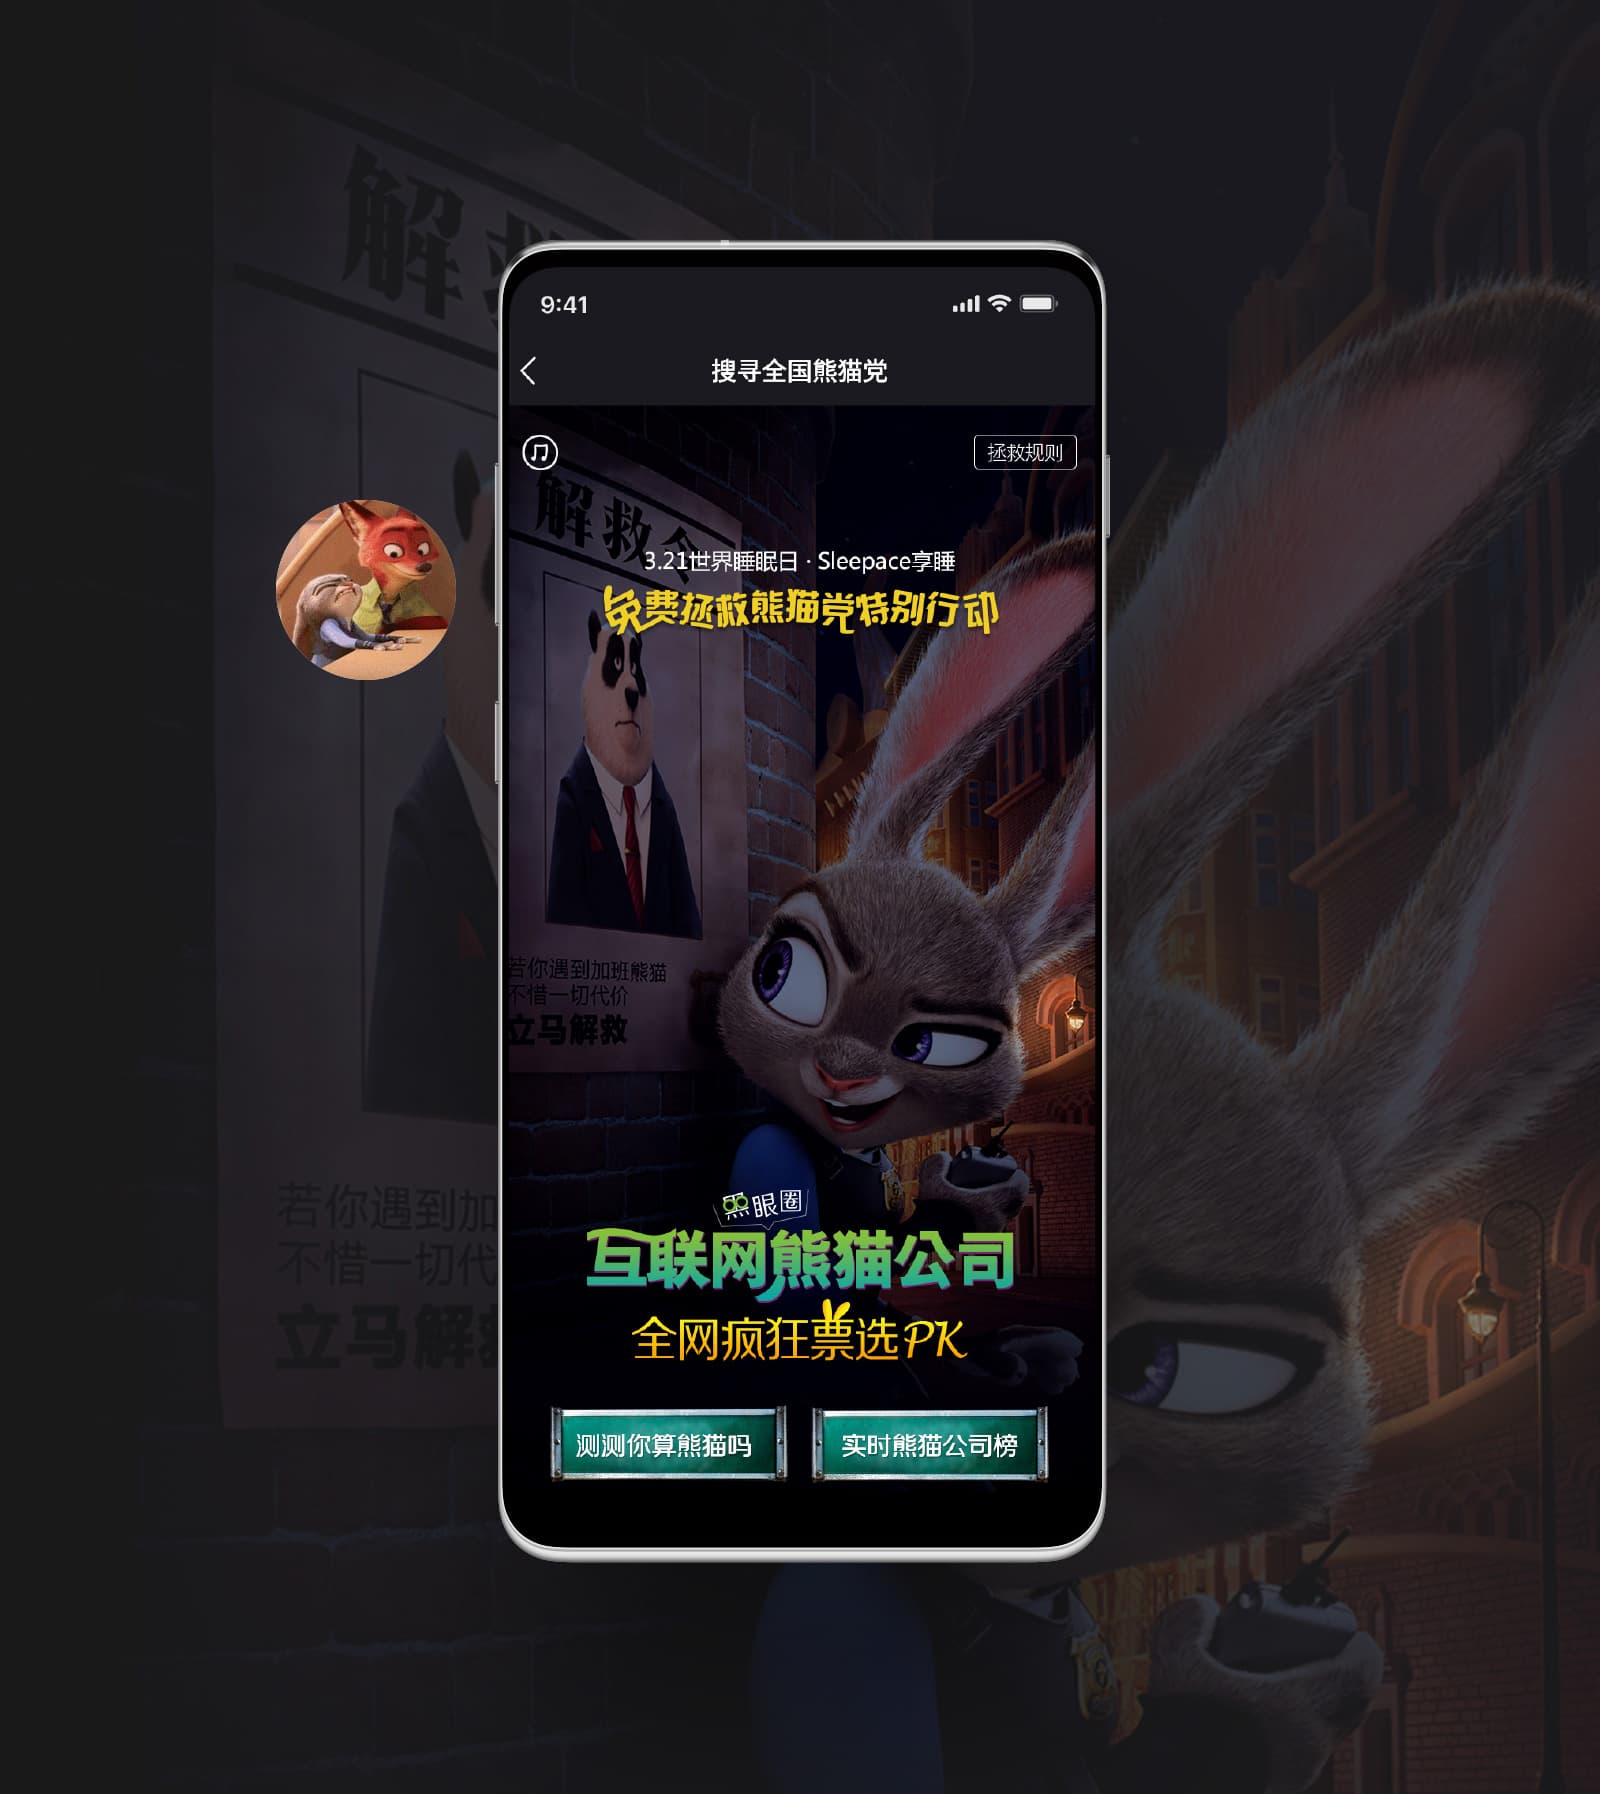 解救
9:41
搜寻全国熊猫党
拯救规则
解救令
3.21世界睡眠日 · Sleepace享睡
免费拯救熊猫党特别行动
若你遇到加班熊猫
不惜一切代价
立马解救
黑眼圈
互联网熊猫公司
全网疯狂票选PK
测测你算熊猫吗
实时熊猫公司榜
若你遇到加
不惜一切代
立马解救